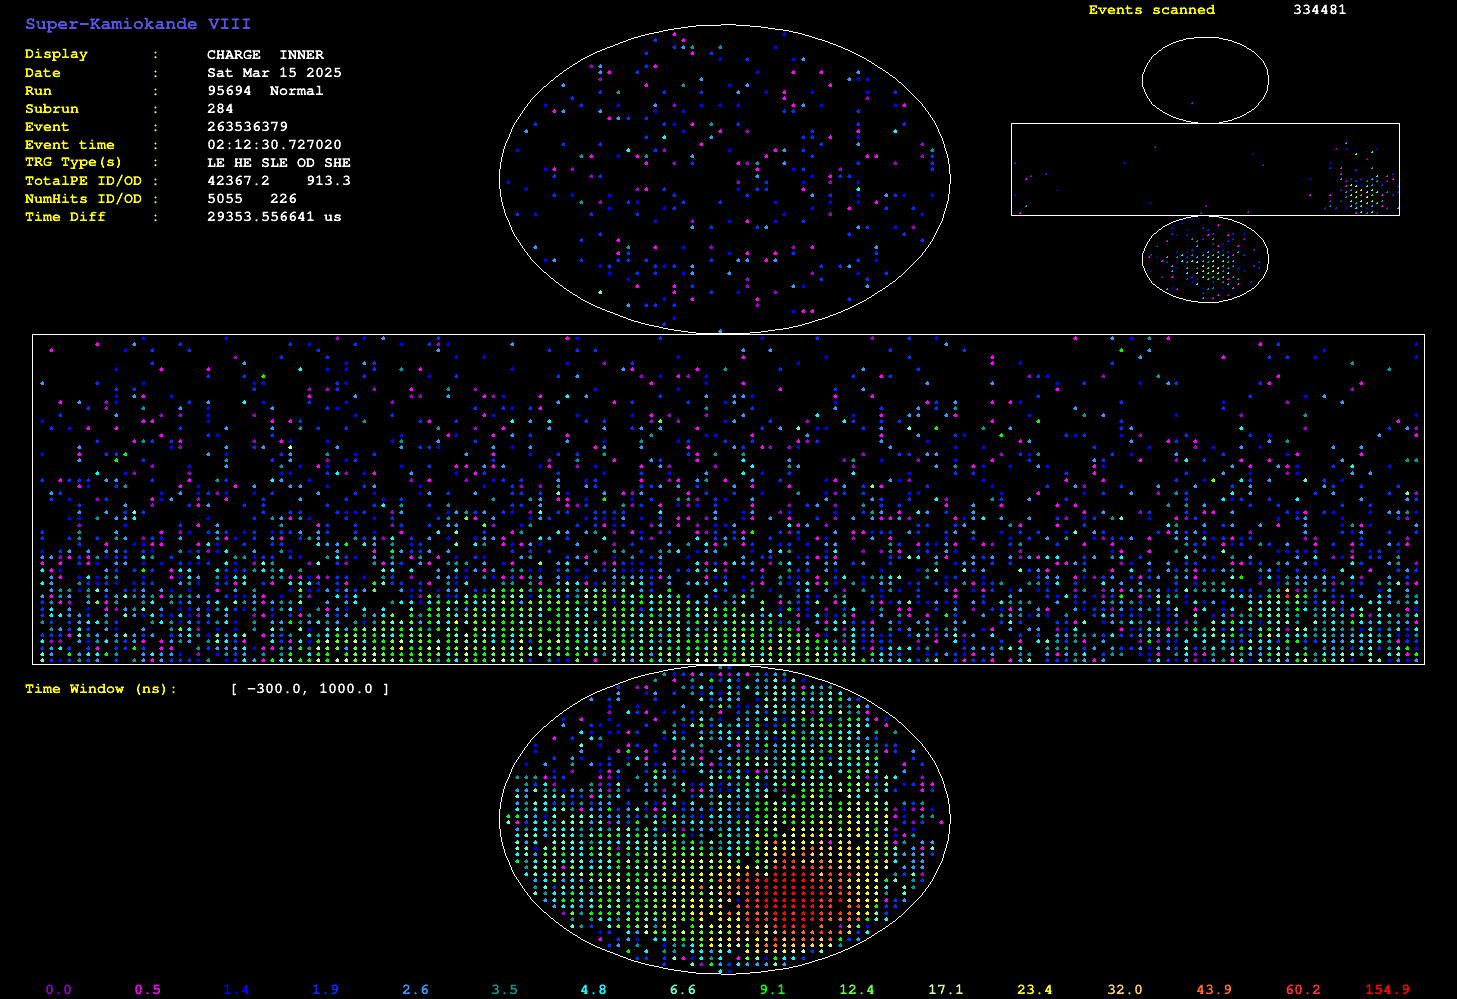 Super-Kamiokande VIII
Events scanned 334481
Display : CHARGE INNER
Date : Sat Mar 15 2025
Run : 95694 Normal
Subrun : 284
Event : 263536379
Event time : 02:12:30.727020
TRG Type(s) : LE HE SLE OD SHE
TotalPE ID/OD : 42367.2 913.3
NumHits ID/OD : 5055 226
Time Diff : 29353.556641 us
Time Window (ns): [ -300.0, 1000.0 ]
0.0 0.5 1.4 1.9 2.6 3.5 4.8 6.6 9.1 12.4 17.1 23.4 32.0 43.9 60.2 154.9